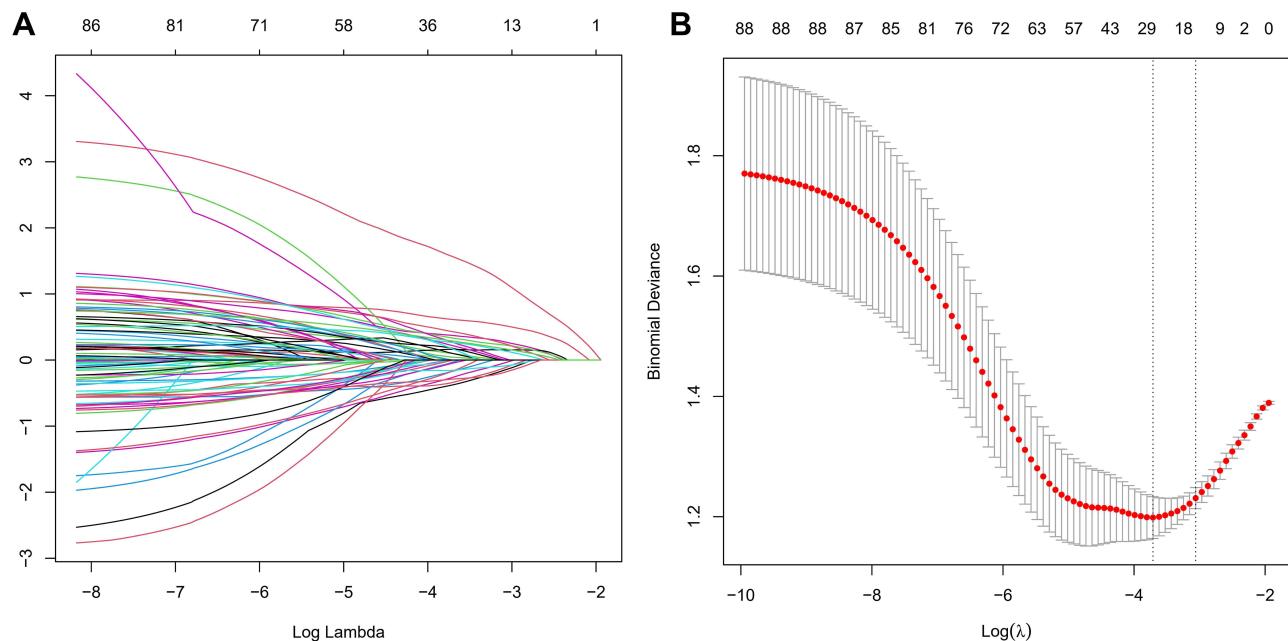 A
86 81 71 58 36 13 1
4
3
2
1
0
−1
−2
−3
−8 −7 −6 −5 −4 −3 −2
Log Lambda
B
88 88 88 87 85 81 76 72 63 57 43 29 18 9 2 0
Binomial Deviance
1.8
1.6
1.4
1.2
−10 −8 −6 −4 −2
Log(λ)